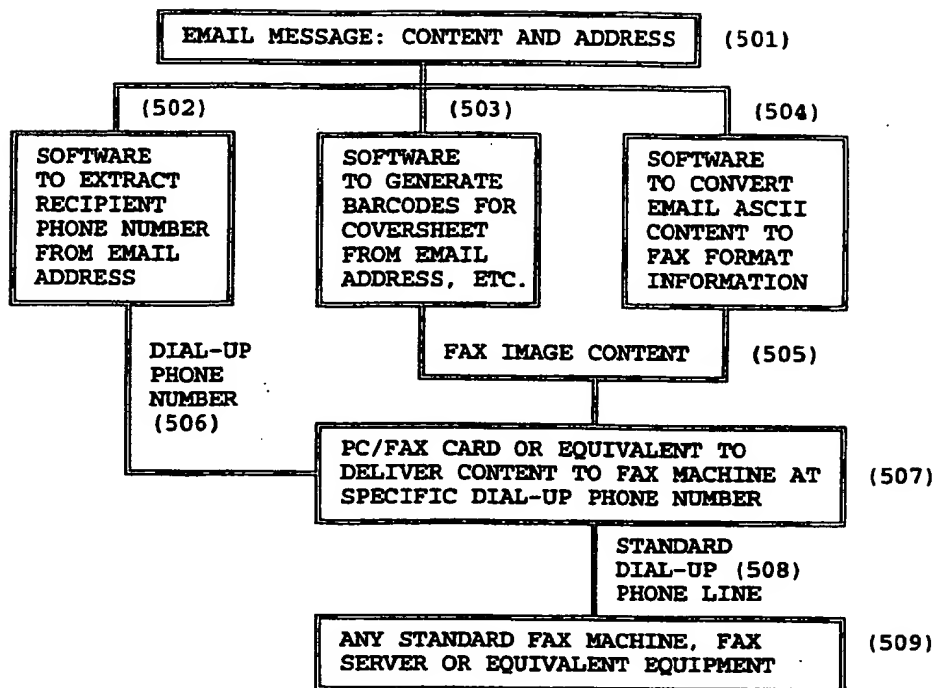 EMAIL MESSAGE: CONTENT AND ADDRESS (501)
(502)
SOFTWARE
TO EXTRACT
RECIPIENT
PHONE NUMBER
FROM EMAIL
ADDRESS
(503)
SOFTWARE
TO GENERATE
BARCODES FOR
COVERSHEET
FROM EMAIL
ADDRESS, ETC.
(504)
SOFTWARE
TO CONVERT
EMAIL ASCII
CONTENT TO
FAX FORMAT
INFORMATION
DIAL-UP
PHONE
NUMBER
(506)
FAX IMAGE CONTENT (505)
PC/FAX CARD OR EQUIVALENT TO
DELIVER CONTENT TO FAX MACHINE AT
SPECIFIC DIAL-UP PHONE NUMBER
(507)
STANDARD
DIAL-UP (508)
PHONE LINE
ANY STANDARD FAX MACHINE, FAX
SERVER OR EQUIVALENT EQUIPMENT
(509)